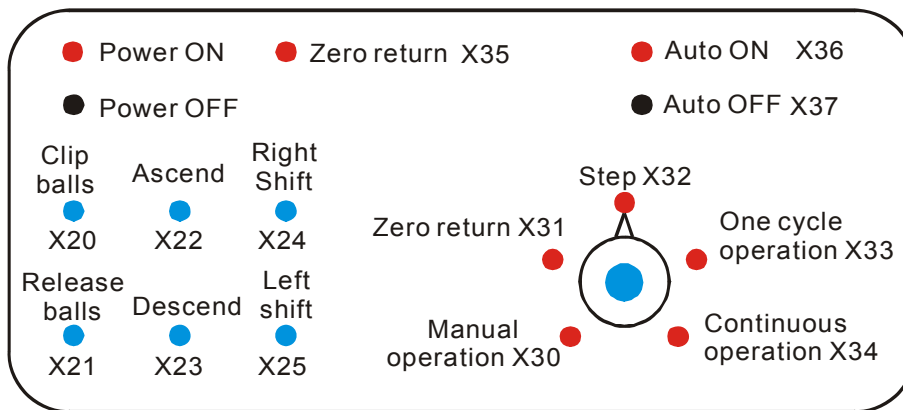 Power ON
Zero return X35
Auto ON X36
Power OFF
Auto OFF X37
Clip
balls
X20
Ascend
X22
Right
Shift
X24
Release
balls
X21
Descend
X23
Left
shift
X25
Step X32
Zero return X31
One cycle
operation X33
Manual
operation X30
Continuous
operation X34